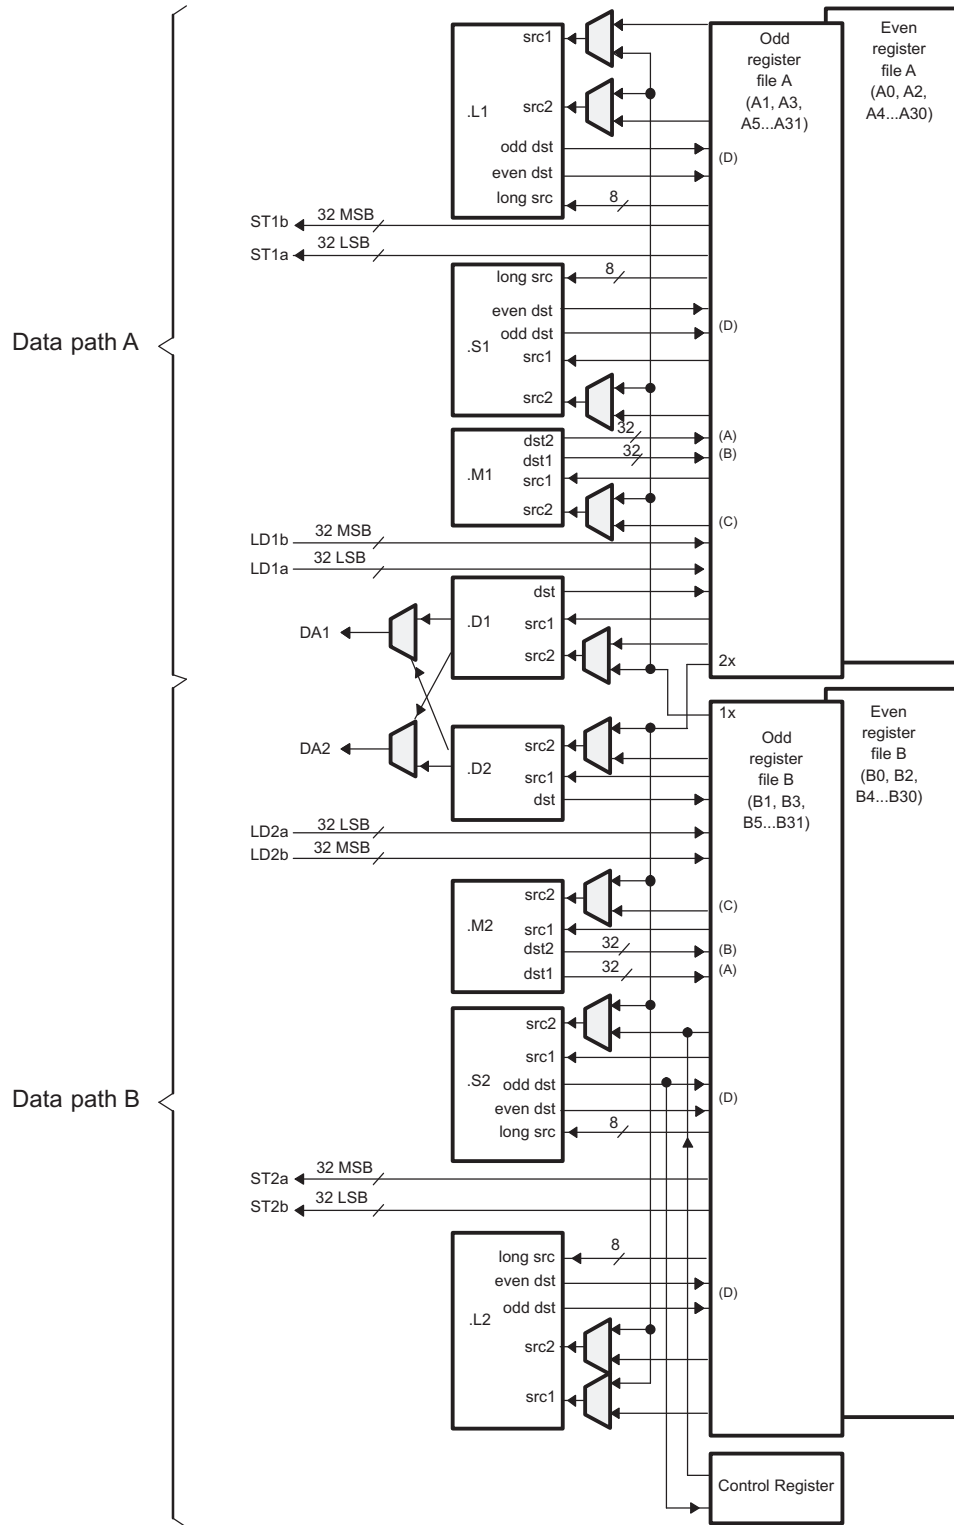 src1
Odd
register
file A
(A1, A3,
A5...A31)
Even
register
file A
(A0, A2,
A4...A30)
.L1
src2
odd dst
(D)
even dst
long src
8
ST1b
32 MSB
ST1a
32 LSB
long src
8
even dst
(D)
odd dst
.S1
src1
src2
Data path A
dst2
32
(A)
dst1
32
(B)
.M1
src1
src2
(C)
LD1b
32 MSB
LD1a
32 LSB
dst
.D1
src1
DA1
src2
2x
1x
Odd
register
file B
(B1, B3,
B5...B31)
Even
register
file B
(B0, B2,
B4...B30)
DA2
src2
.D2
src1
dst
LD2a
32 LSB
LD2b
32 MSB
src2
(C)
.M2
src1
dst2
32
(B)
dst1
32
(A)
src2
src1
.S2
odd dst
(D)
even dst
long src
8
Data path B
ST2a
32 MSB
ST2b
32 LSB
long src
8
even dst
(D)
odd dst
.L2
src2
src1
Control Register